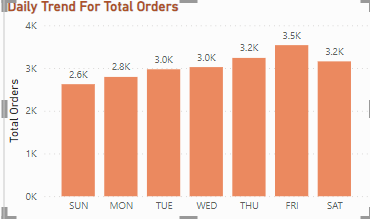 Daily Trend For Total Orders
4K
3K
2K
1K
0K
Total Orders
2.6K
2.8K
3.0K
3.0K
3.2K
3.5K
3.2K
SUN MON TUE WED THU FRI SAT